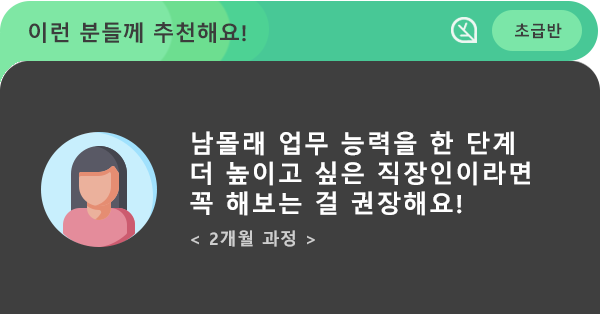 이런 분들께 추천해요!
초급반
남몰래 업무 능력을 한 단계
더 높이고 싶은 직장인이라면
꼭 해보는 걸 권장해요!
< 2개월 과정 >